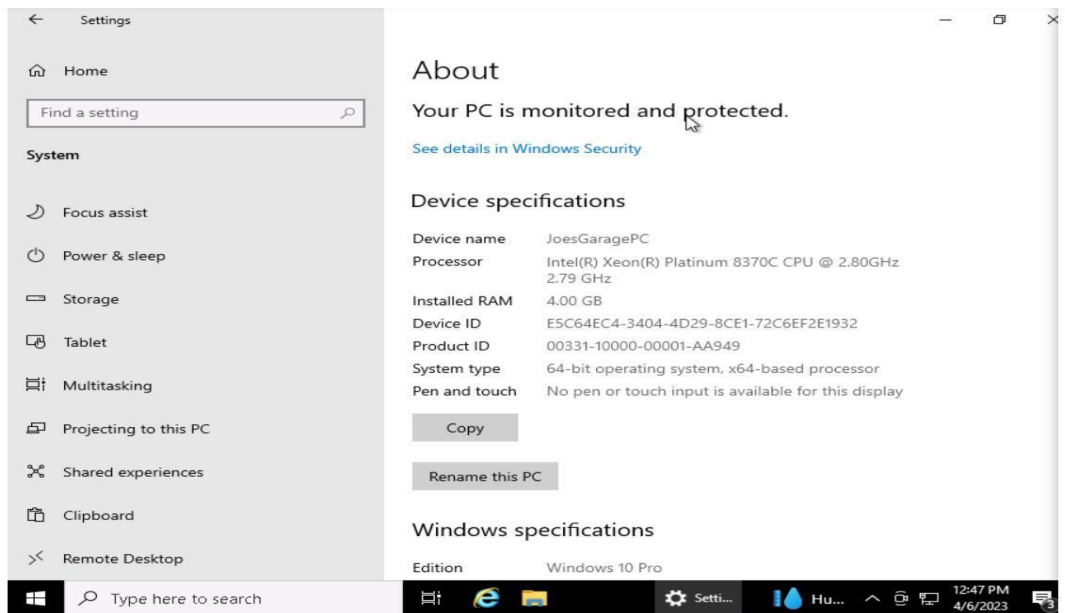 Settings
Home
Find a setting
System
Focus assist
Power & sleep
Storage
Tablet
Multitasking
Projecting to this PC
Shared experiences
Clipboard
Remote Desktop
About
Your PC is monitored and protected.
See details in Windows Security
Device specifications
Device name JoesGaragePC
Processor Intel(R) Xeon(R) Platinum 8370C CPU @ 2.80GHz
2.79 GHz
Installed RAM 4.00 GB
Device ID E5C64EC4-3404-4D29-8CE1-72C6EF2E1932
Product ID 00331-10000-00001-AA949
System type 64-bit operating system, x64-based processor
Pen and touch No pen or touch input is available for this display
Copy
Rename this PC
Windows specifications
Edition Windows 10 Pro
Type here to search
Setti...
Hu...
12:47 PM
4/6/2023
3